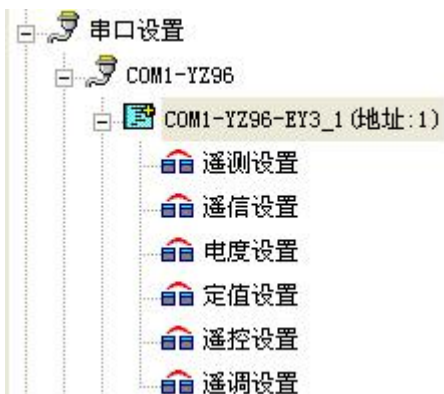 串口设置
COM1-YZ96
COM1-YZ96-EY3_1(地址:1)
遥测设置
遥信设置
电度设置
定值设置
遥控设置
遥调设置